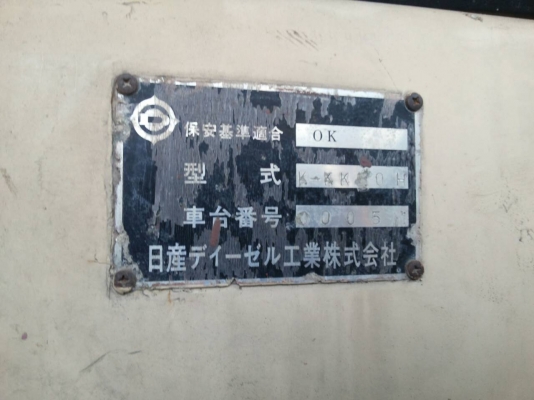 保安基準適合 OK
型式
車台番号
日産デイーゼル工業株式会社